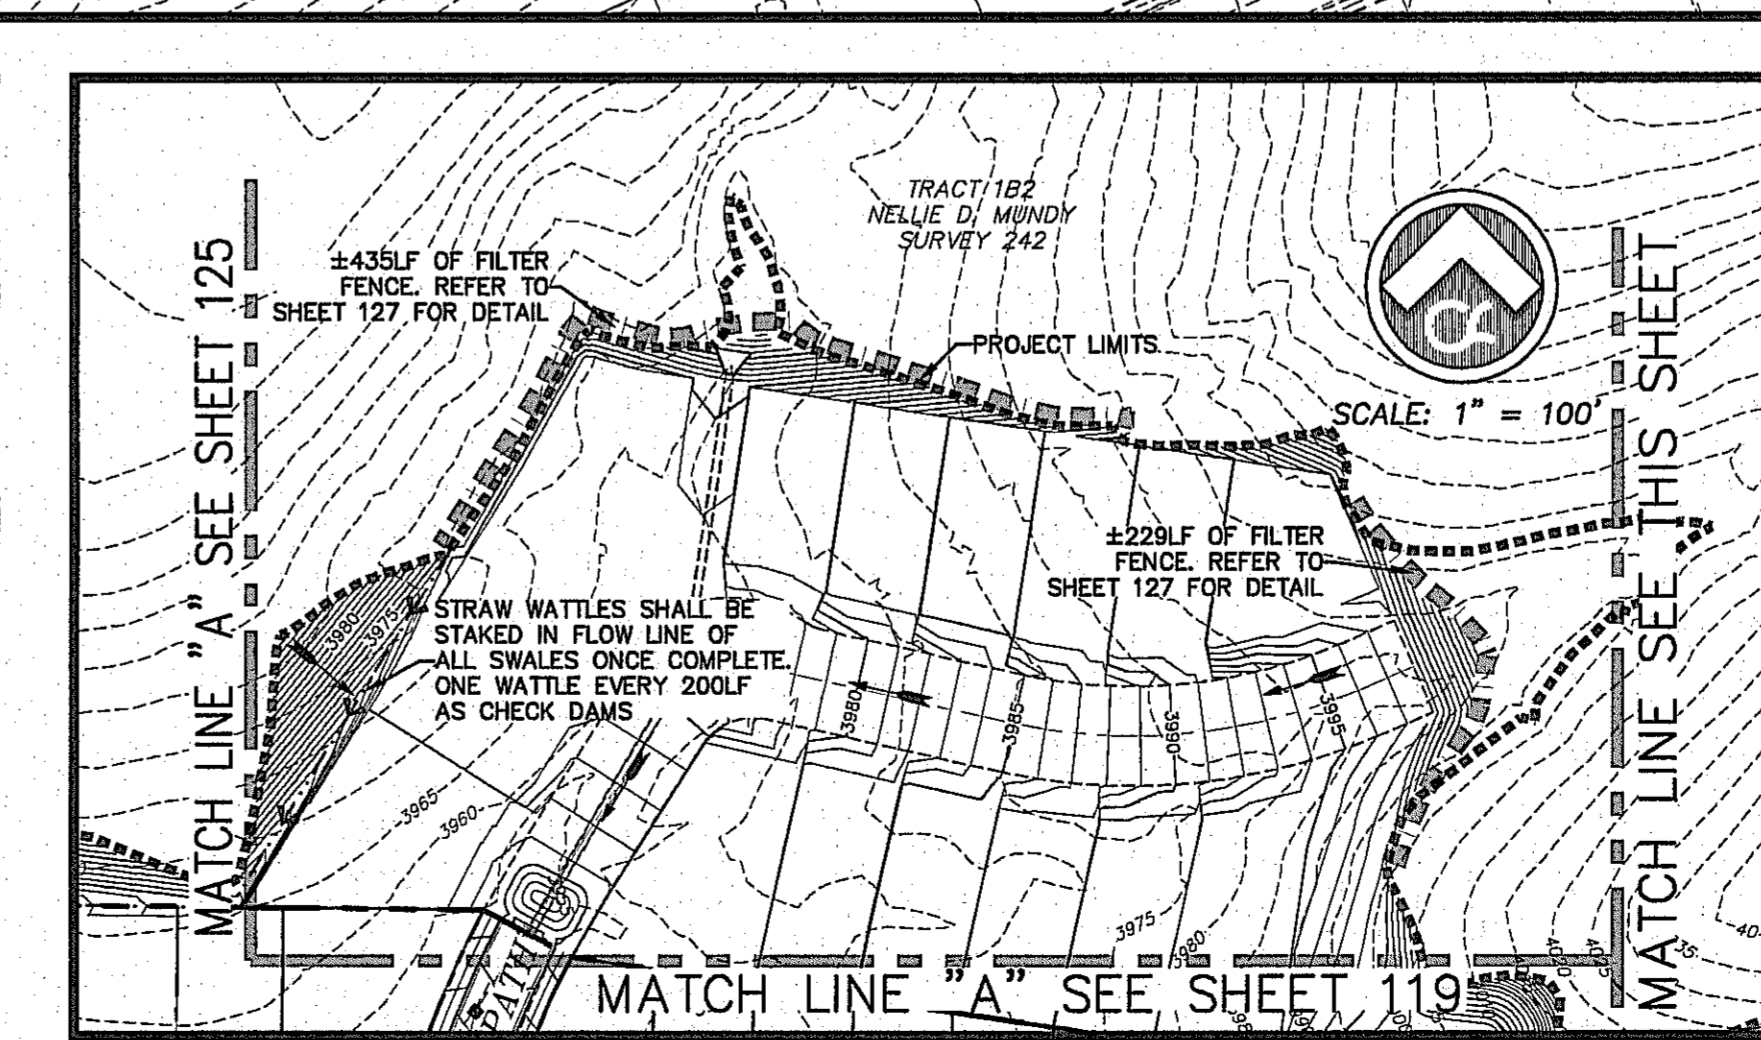 TRACT 1B2
NELLIE D. MUNDY
SURVEY 242
±435LF OF FILTER
FENCE. REFER TO
SHEET 127 FOR DETAIL
PROJECT LIMITS
SCALE: 1" = 100'
±229LF OF FILTER
FENCE. REFER TO
SHEET 127 FOR DETAIL
STRAW WATTLES SHALL BE
STAKED IN FLOW LINE OF
ALL SWALES ONCE COMPLETE.
ONE WATTLE EVERY 200LF
AS CHECK DAMS
3980
3975
3965
3960
3980
3985
3990
3995
3975
3980
4020
4025
PATH
MATCH LINE "A" SEE SHEET 125
MATCH LINE "A" SEE SHEET 119
MATCH LINE SEE THIS SHEET